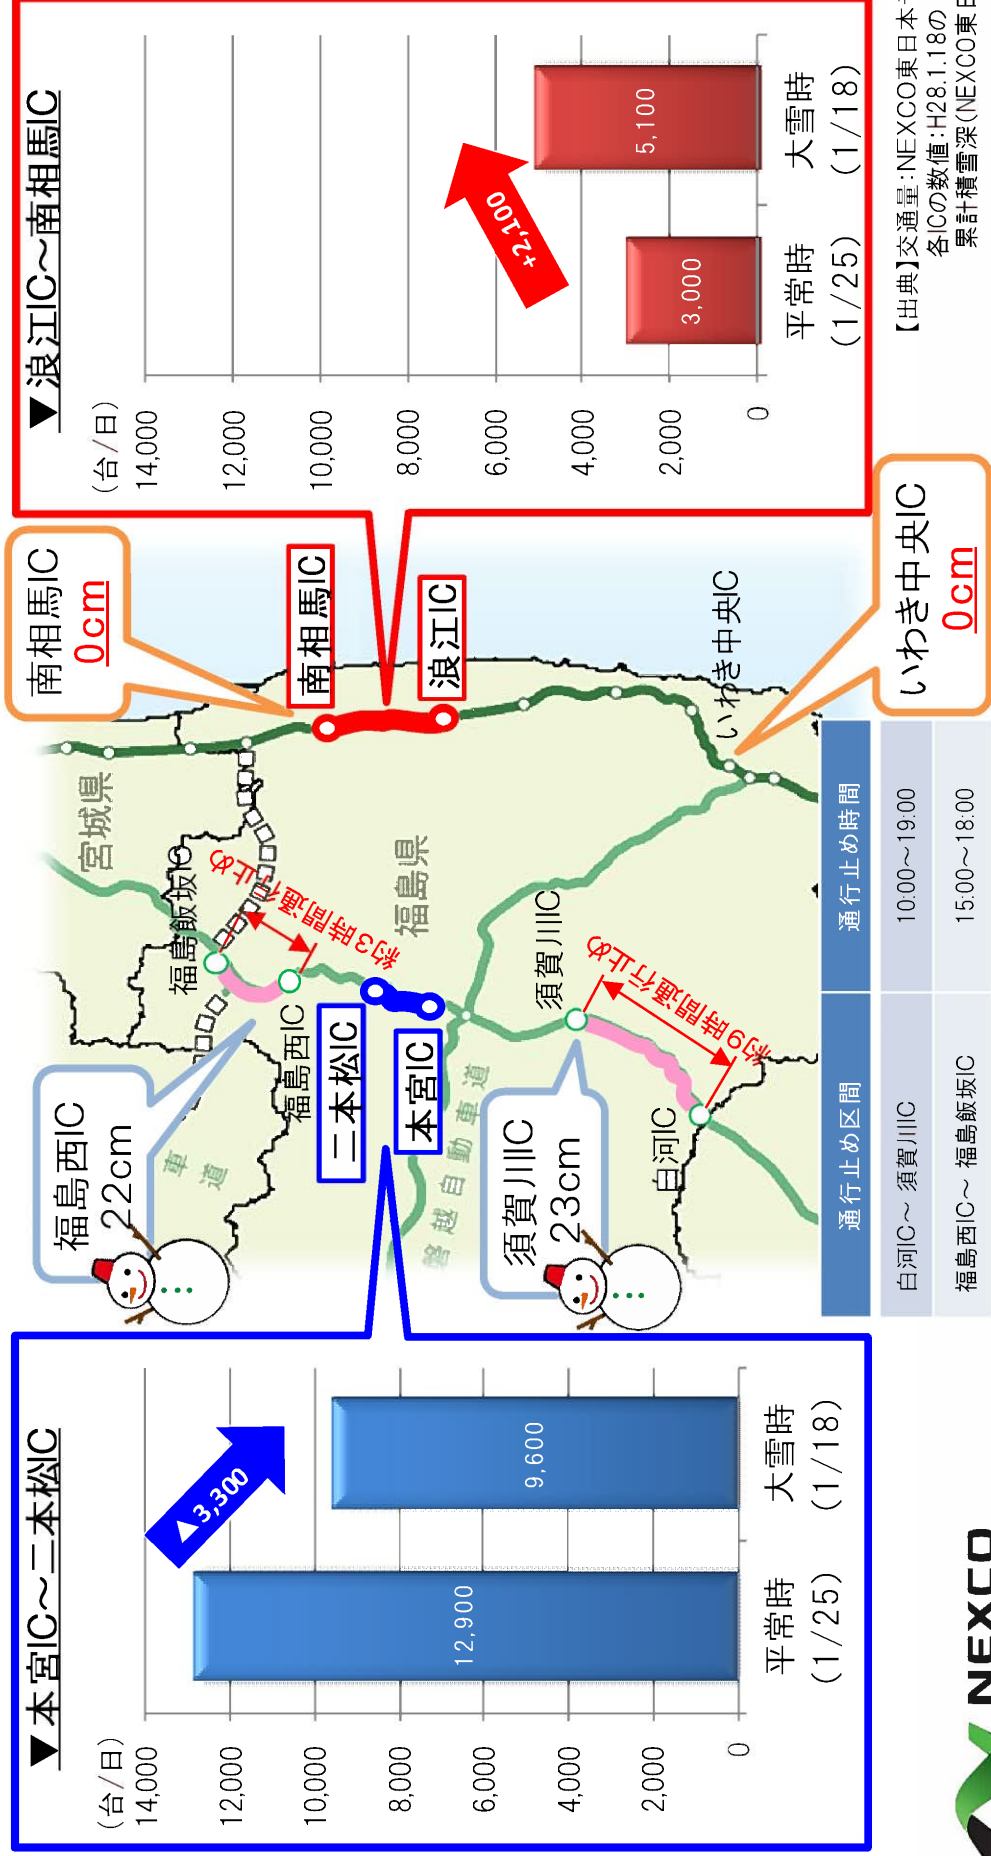 ▼本宮IC～二本松IC
(台/日)
14,000
12,000
10,000
8,000
6,000
4,000
2,000
0
△3,300
12,900
9,600
平常時
(1/25)
大雪時
(1/18)
福島西IC
22cm
須賀川IC
23cm
車道
磐越自動車道
宮城県
福島県
福島飯坂IC
福島西IC
約3時間通行止め
二本松IC
本宮IC
須賀川IC
白河IC
約9時間通行止め
南相馬IC
0cm
南相馬IC
浪江IC
いわき中央IC
いわき中央IC
0cm
通行止め区間 通行止め時間
白河IC～ 須賀川IC 10:00～19:00
福島西IC～ 福島飯坂IC 15:00～18:00
▼浪江IC～南相馬IC
(台/日)
14,000
12,000
10,000
8,000
6,000
4,000
2,000
0
+2,100
3,000
5,100
平常時
(1/25)
大雪時
(1/18)
【出典】交通量:NEXCO東日本
各ICの数値:H28.1.18の
累計積雪深(NEXCO東日
NEXCO